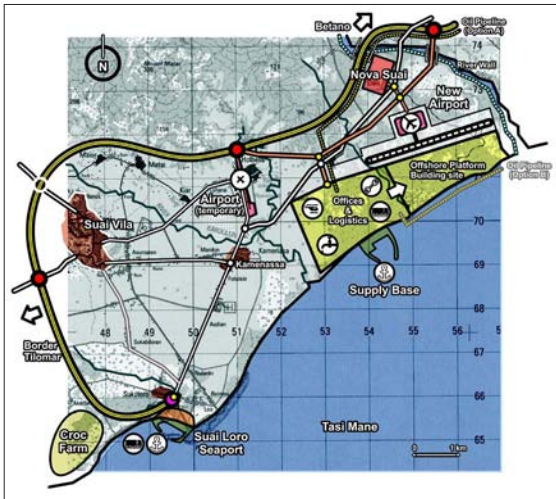 Betano
Oil Pipeline
(Option A)
74
River Wall
N
Nova Suai
75
New
Airport
Offshore Platform
Building site
Oil Pipeline
(Option B)
Airport
(temporary)
Offices
&
Logistics
70
Suai Vila
Kamenassa
69
Supply Base
68
48
49
50
51
52
53
54
55
56
57
67
Border
Tilomar
66
Suai Loro
Seaport
Croc
Farm
Tasi Mane
65
0
1 km